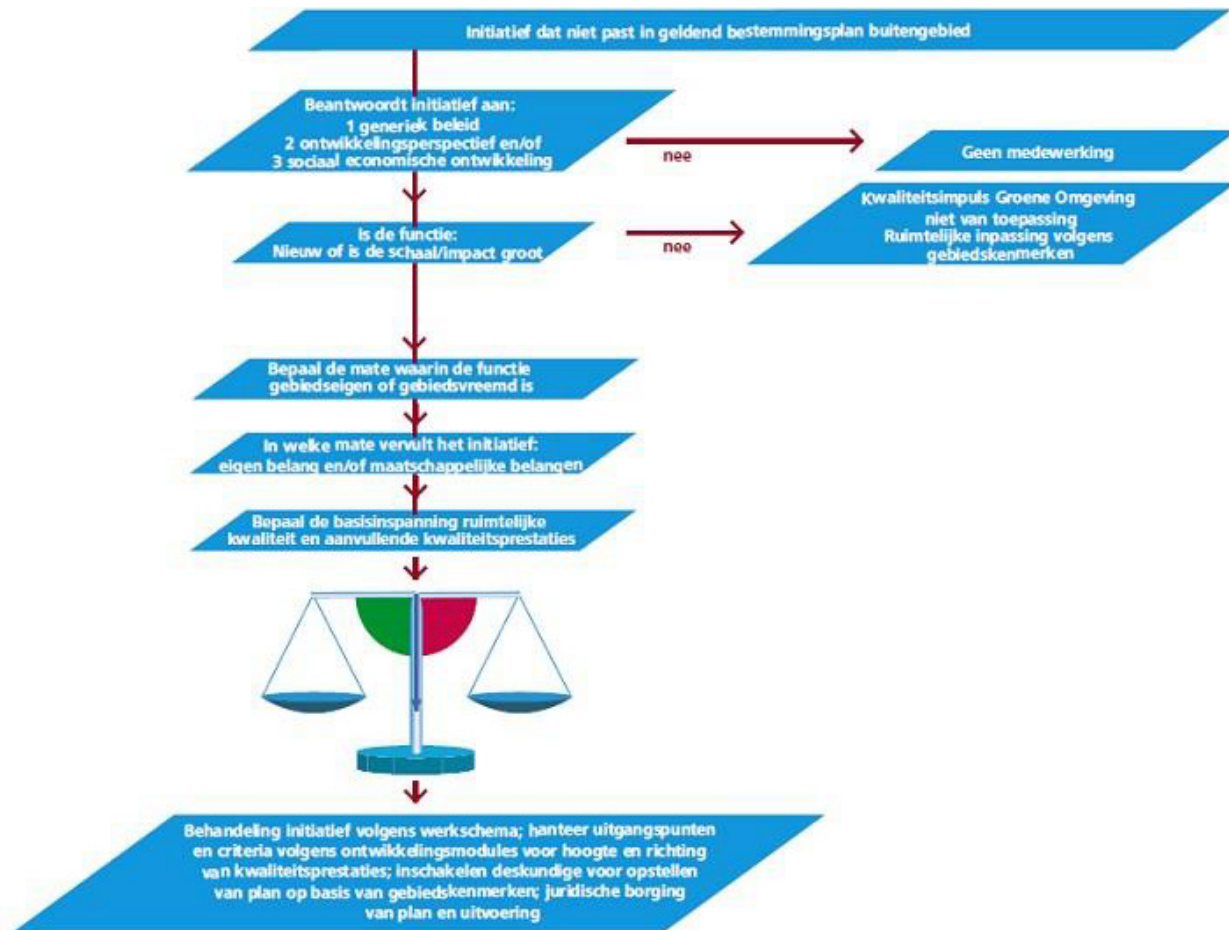 Initiatief dat niet past in geldend bestemmingsplan buitengebied
Beantwoordt initiatief aan:
1 generiek beleid
2 ontwikkelingsperspectief en/of
3 sociaal economische ontwikkeling
nee
Geen medewerking
Is de functie:
Nieuw of is de schaal/impact groot
nee
Kwaliteitsimpuls Groene Omgeving
niet van toepassing
Ruimtelijke inpassing volgens
gebiedskenmerken
Bepaal de mate waarin de functie
gebiedseigen of gebiedsvreemd is
In welke mate vervult het initiatief:
eigen belang en/of maatschappelijke belangen
Bepaal de basisinspanning ruimtelijke
kwaliteit en aanvullende kwaliteitsprestaties
Behandeling initiatief volgens werkschema; hanteer uitgangspunten
en criteria volgens ontwikkelingsmodules voor hoogte en richting
van kwaliteitsprestaties; inschakelen deskundige voor opstellen
van plan op basis van gebiedskenmerken; juridische borging
van plan en uitvoering